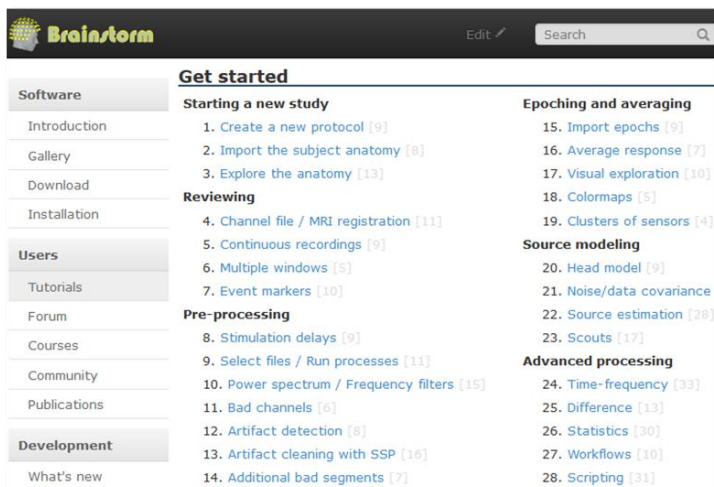 Brainstorm
Edit
Search
Software
Introduction
Gallery
Download
Installation
Users
Tutorials
Forum
Courses
Community
Publications
Development
What's new
Get started
Starting a new study
1. Create a new protocol [9]
2. Import the subject anatomy [8]
3. Explore the anatomy [13]
Reviewing
4. Channel file / MRI registration [11]
5. Continuous recordings [9]
6. Multiple windows [5]
7. Event markers [10]
Pre-processing
8. Stimulation delays [9]
9. Select files / Run processes [11]
10. Power spectrum / Frequency filters [15]
11. Bad channels [6]
12. Artifact detection [8]
13. Artifact cleaning with SSP [16]
14. Additional bad segments [7]
Epoching and averaging
15. Import epochs [9]
16. Average response [7]
17. Visual exploration [10]
18. Colormaps [5]
19. Clusters of sensors [4]
Source modeling
20. Head model [9]
21. Noise/data covariance
22. Source estimation [28]
23. Scouts [17]
Advanced processing
24. Time-frequency [33]
25. Difference [13]
26. Statistics [30]
27. Workflows [10]
28. Scripting [31]